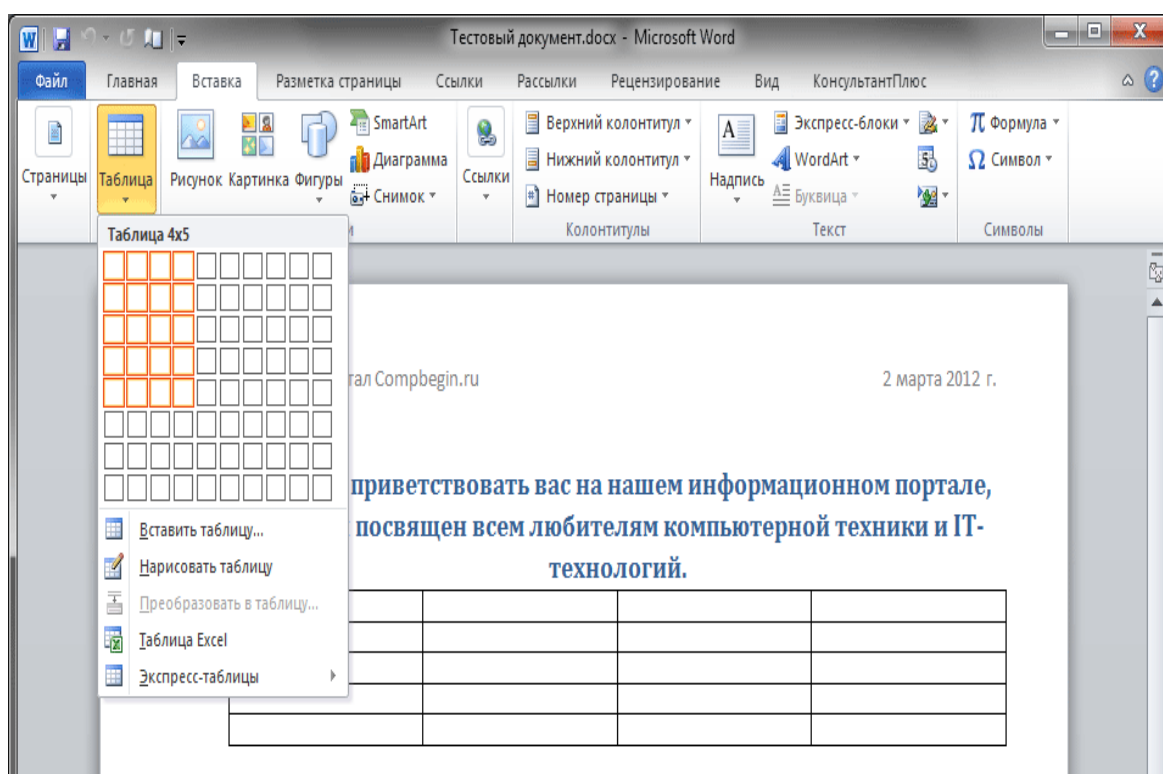 Тестовый документ.docx - Microsoft Word
Файл Главная Вставка Разметка страницы Ссылки Рассылки Рецензирование Вид КонсультантПлюс
Страницы
Таблица
Рисунок Картинка Фигуры
SmartArt
Диаграмма
Снимок
Ссылки
Верхний колонтитул
Нижний колонтитул
Номер страницы
Колонтитулы
Надпись
Экспресс-блоки
WordArt
Буквица
Текст
Формула
Символ
Символы
Таблица 4x5
Вставить таблицу...
Нарисовать таблицу
Преобразовать в таблицу...
Таблица Excel
Экспресс-таблицы
Compbegin.ru 2 марта 2012 г.
приветствовать вас на нашем информационном портале,
посвящен всем любителям компьютерной техники и IT-
технологий.